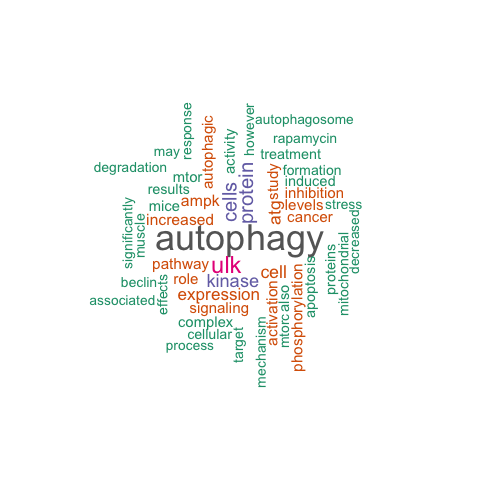 autophagosome
response
however
autophagic
activity
rapamycin
may
treatment
degradation
protein
formation
mtor
cells
study
induced
results
ampk
atg
inhibition
mice
levels
stress
increased
cancer
significantly
muscle
autophagy
decreased
mitochondrial
proteins
pathway
ulk
cell
apoptosis
beclin
role
kinase
effects
associated
expression
activation
also
phosphorylation
signaling
mtorc
complex
cellular
target
mechanism
process